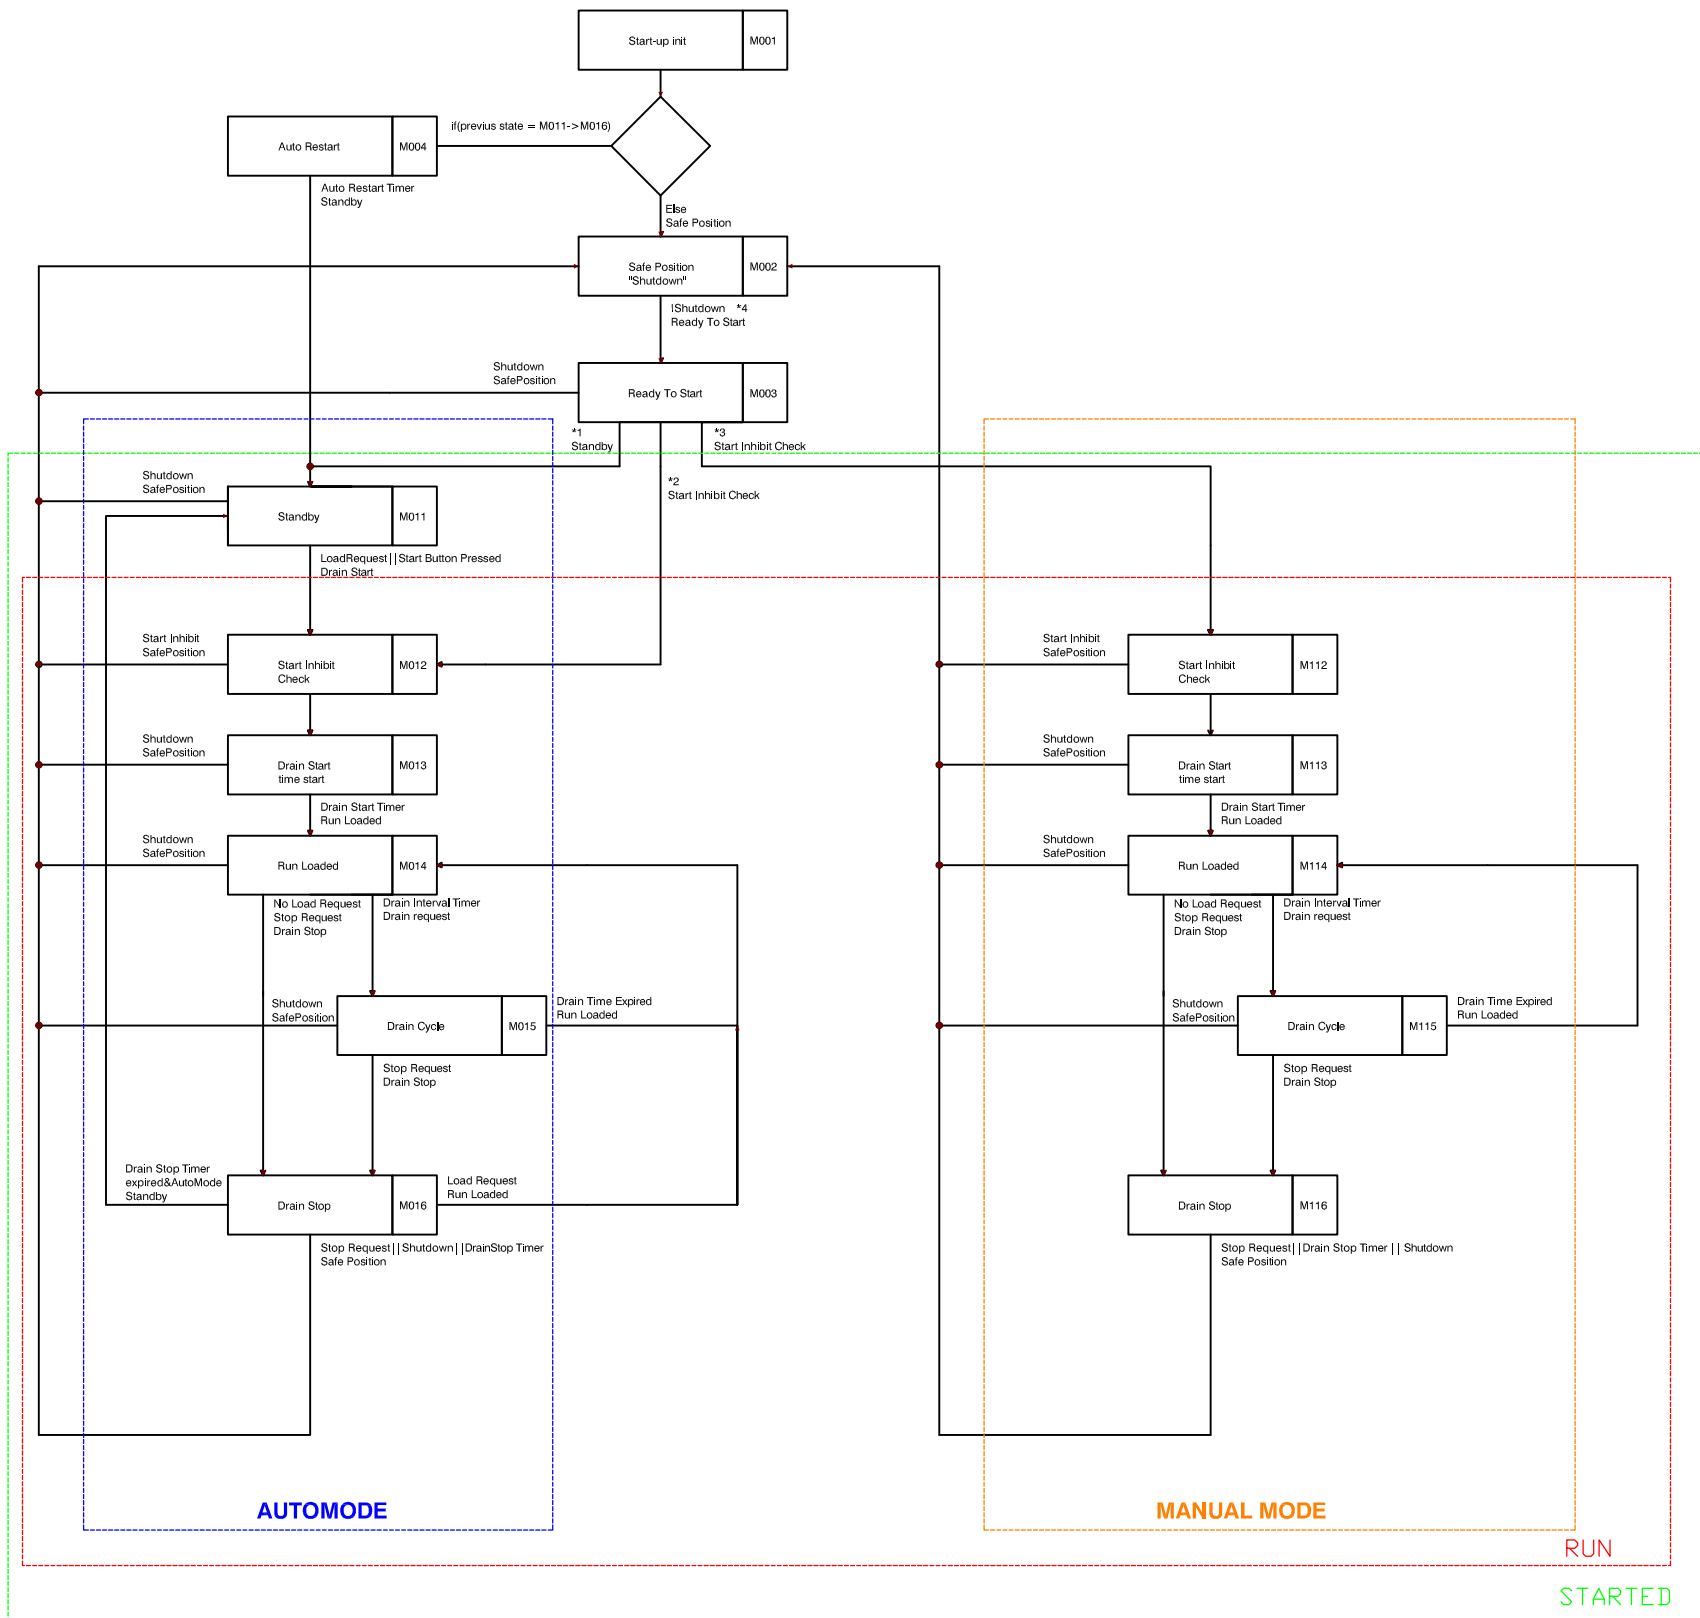 Start-up init
M001
if(previus state = M011->M016)
Auto Restart
M004
Auto Restart Timer
Standby
Else
Safe Position
Safe Position
"Shutdown"
M002
!Shutdown *4
Ready To Start
Shutdown
SafePosition
Ready To Start
M003
*1
Standby
*3
Start Inhibit Check
*2
Start Inhibit Check
Shutdown
SafePosition
Standby
M011
LoadRequest||Start Button Pressed
Drain Start
Start Inhibit
SafePosition
Start Inhibit
Check
M012
Start Inhibit
SafePosition
Start Inhibit
Check
M112
Shutdown
SafePosition
Drain Start
time start
M013
Shutdown
SafePosition
Drain Start
time start
M113
Drain Start Timer
Run Loaded
Drain Start Timer
Run Loaded
Shutdown
SafePosition
Run Loaded
M014
Shutdown
SafePosition
Run Loaded
M114
No Load Request
Stop Request
Drain Stop
Drain Interval Timer
Drain request
No Load Request
Stop Request
Drain Stop
Drain Interval Timer
Drain request
Shutdown
SafePosition
Drain Cycle
M015
Drain Time Expired
Run Loaded
Shutdown
SafePosition
Drain Cycle
M115
Drain Time Expired
Run Loaded
Stop Request
Drain Stop
Stop Request
Drain Stop
Drain Stop Timer
expired&AutoMode
Standby
Drain Stop
M016
Load Request
Run Loaded
Drain Stop
M116
Stop Request||Shutdown||DrainStop Timer
Safe Position
Stop Request||Drain Stop Timer || Shutdown
Safe Position
AUTOMODE
MANUAL MODE
RUN
STARTED